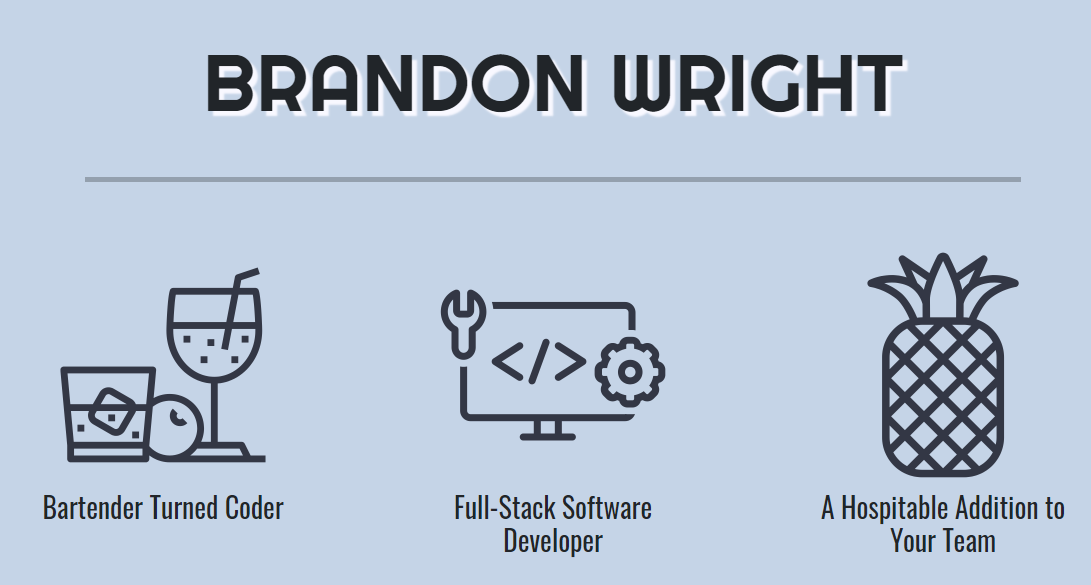 BRANDON WRIGHT
Bartender Turned Coder
Full-Stack Software
Developer
A Hospitable Addition to
Your Team